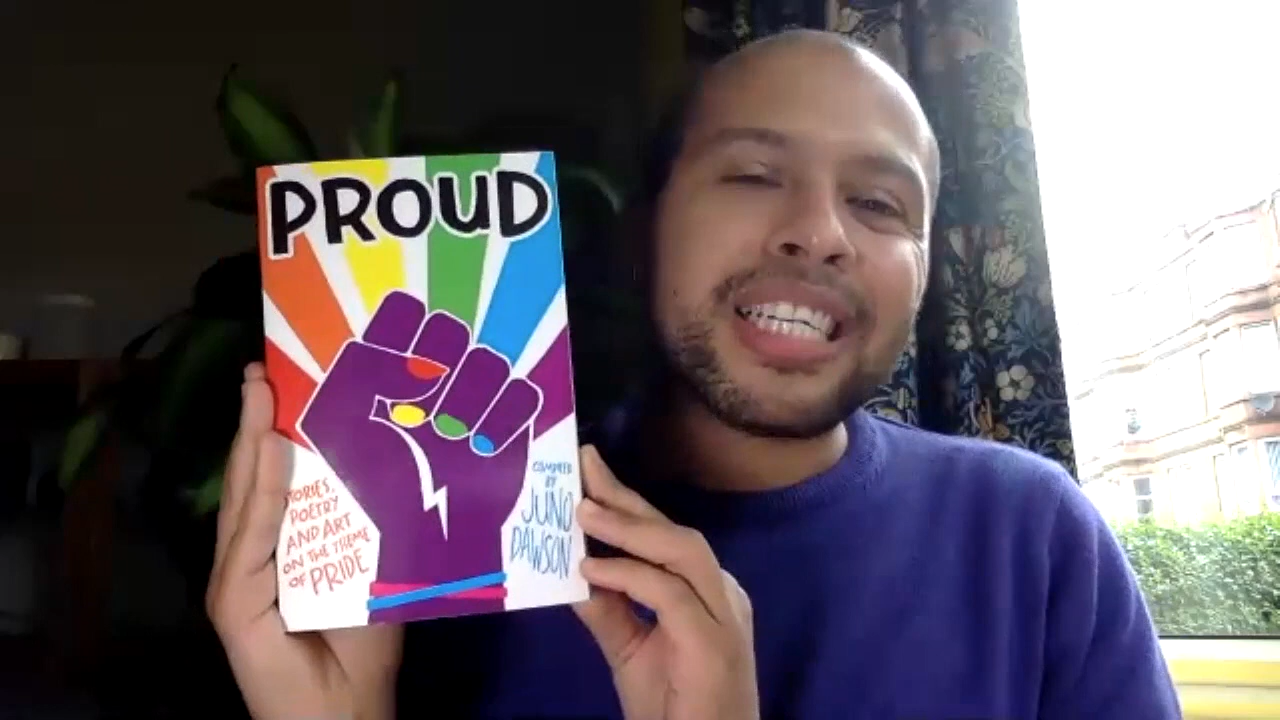 PROUD
STORIES,
POETRY
AND ART
ON THE THEME
OF PRIDE
COMPILED
BY
JUNO
DAWSON